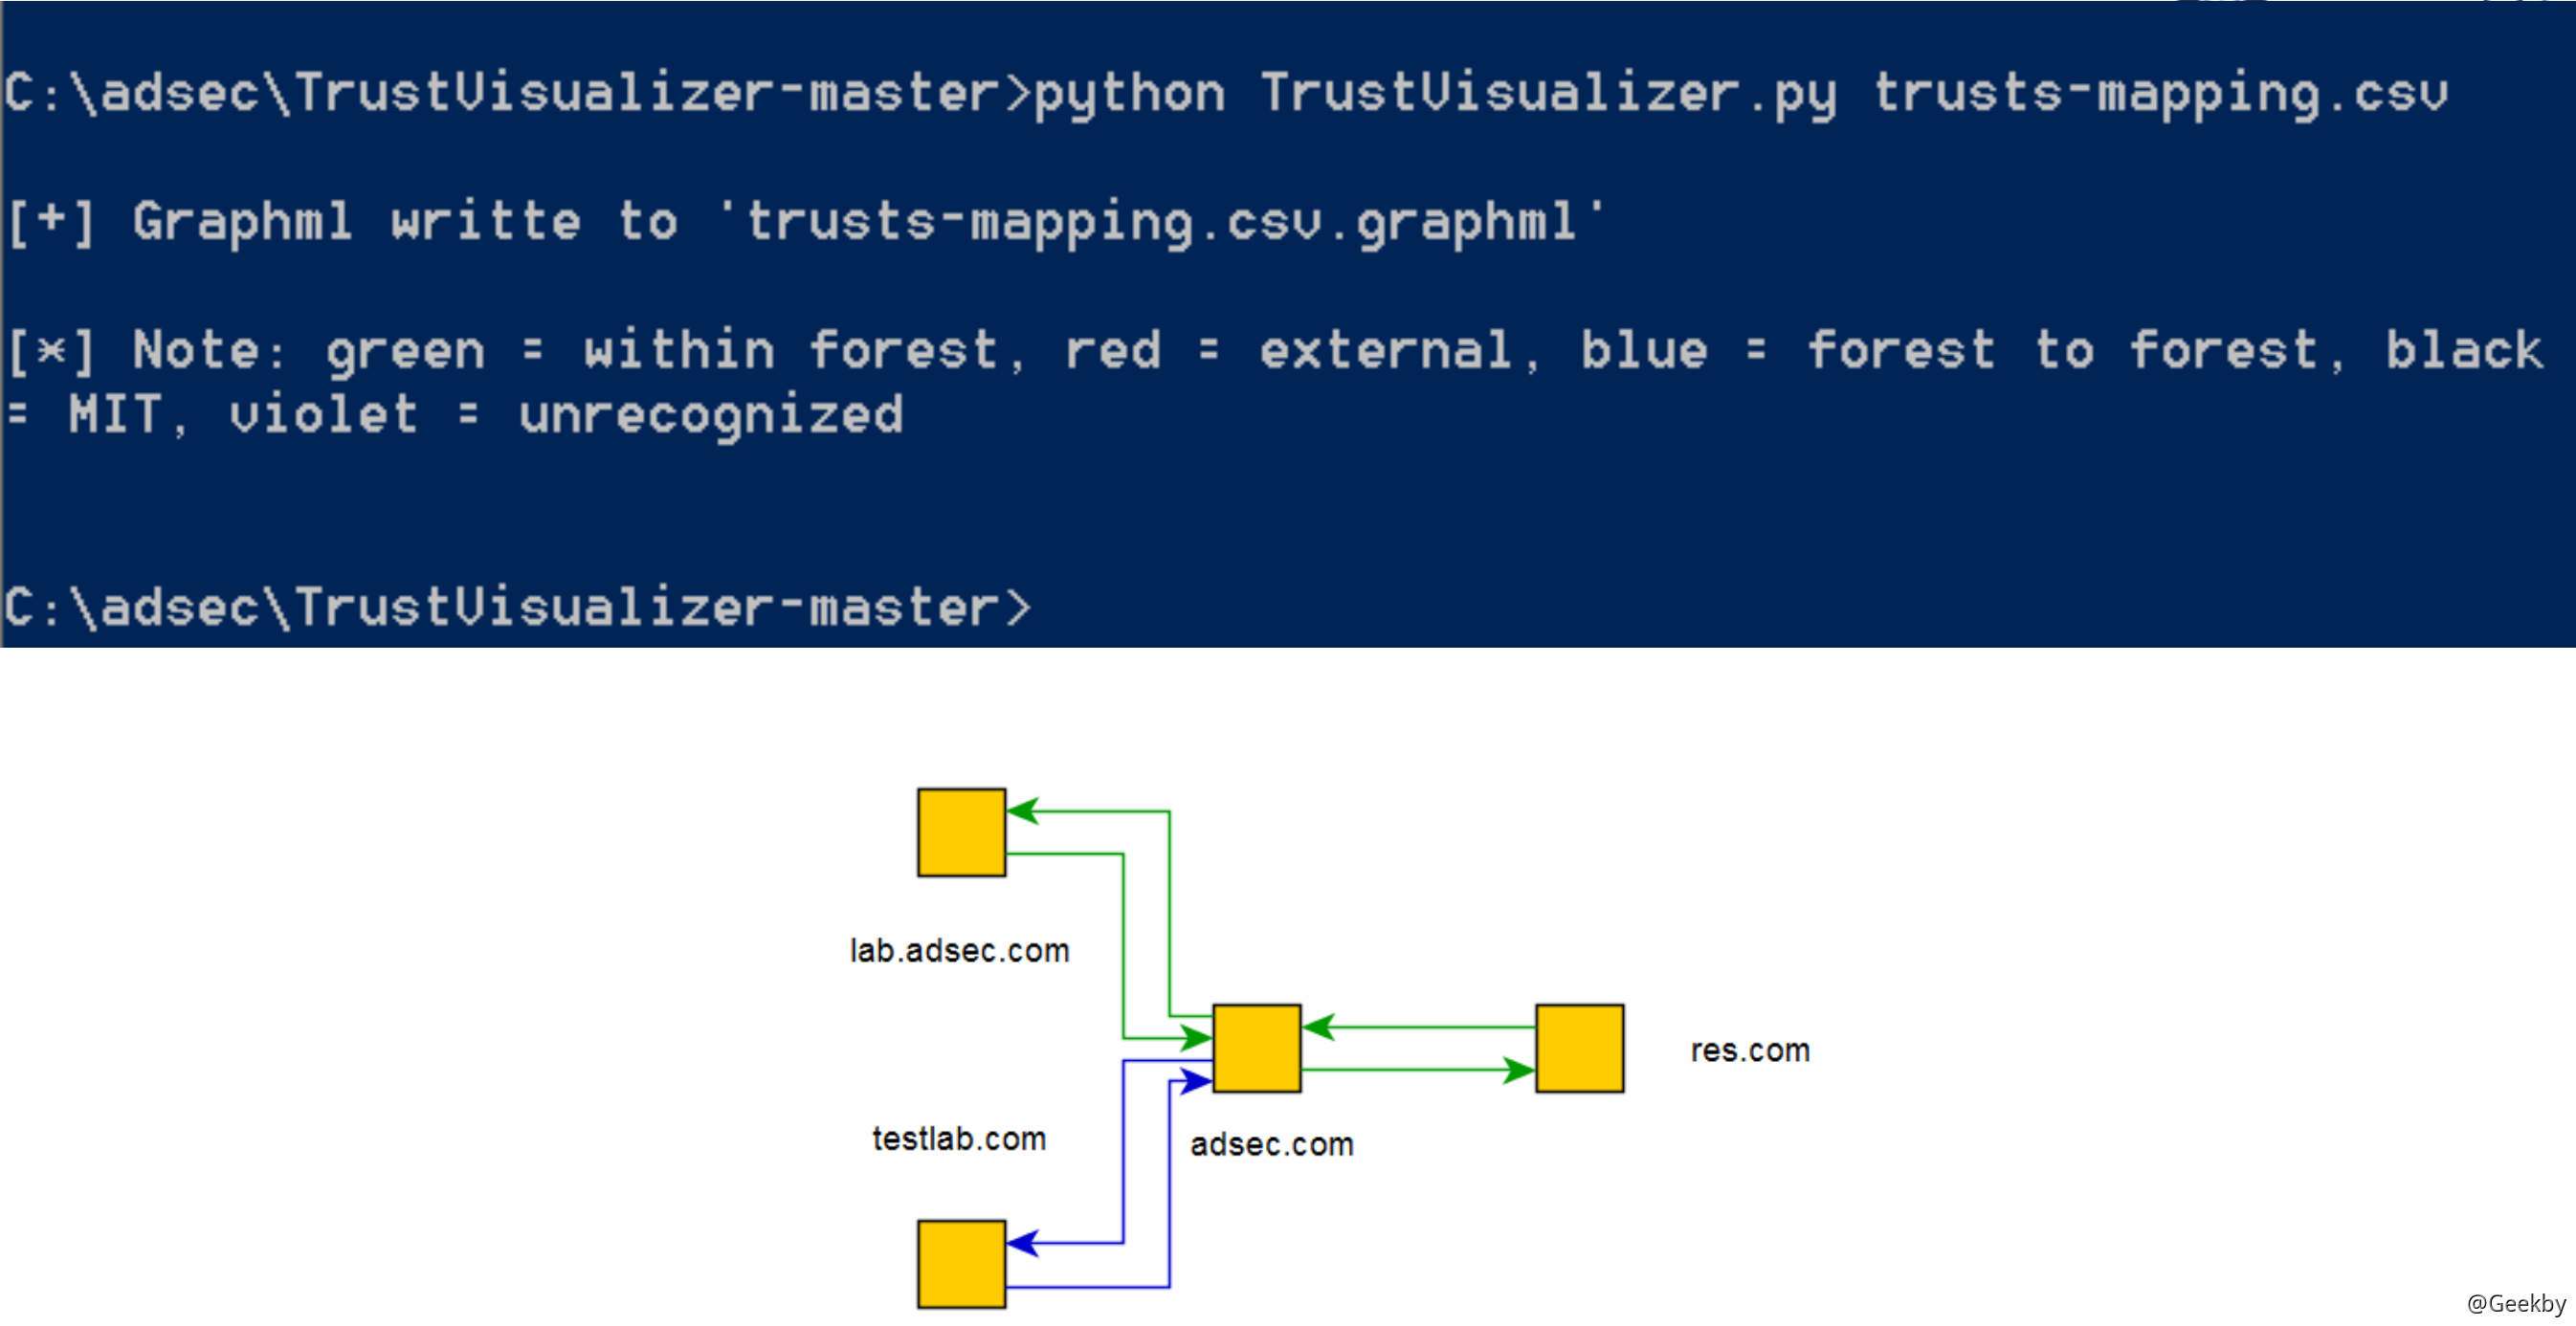 C:\adsec\TrustVisualizer-master>python TrustVisualizer.py trusts-mapping.csv
[+] Graphml writte to 'trusts-mapping.csv.graphml'
[*] Note: green = within forest, red = external, blue = forest to forest, black
= MIT, violet = unrecognized
C:\adsec\TrustVisualizer-master>
lab.adsec.com
res.com
testlab.com
adsec.com
@Geekby